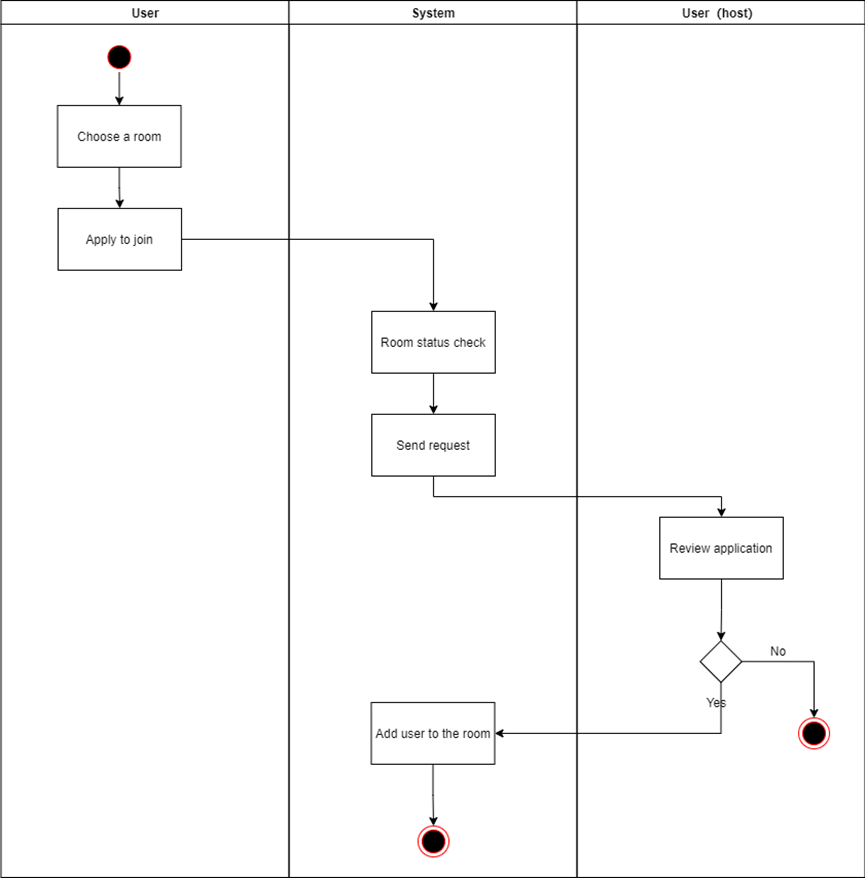 User
System
User (host)
Choose a room
Apply to join
Room status check
Send request
Review application
No
Yes
Add user to the room